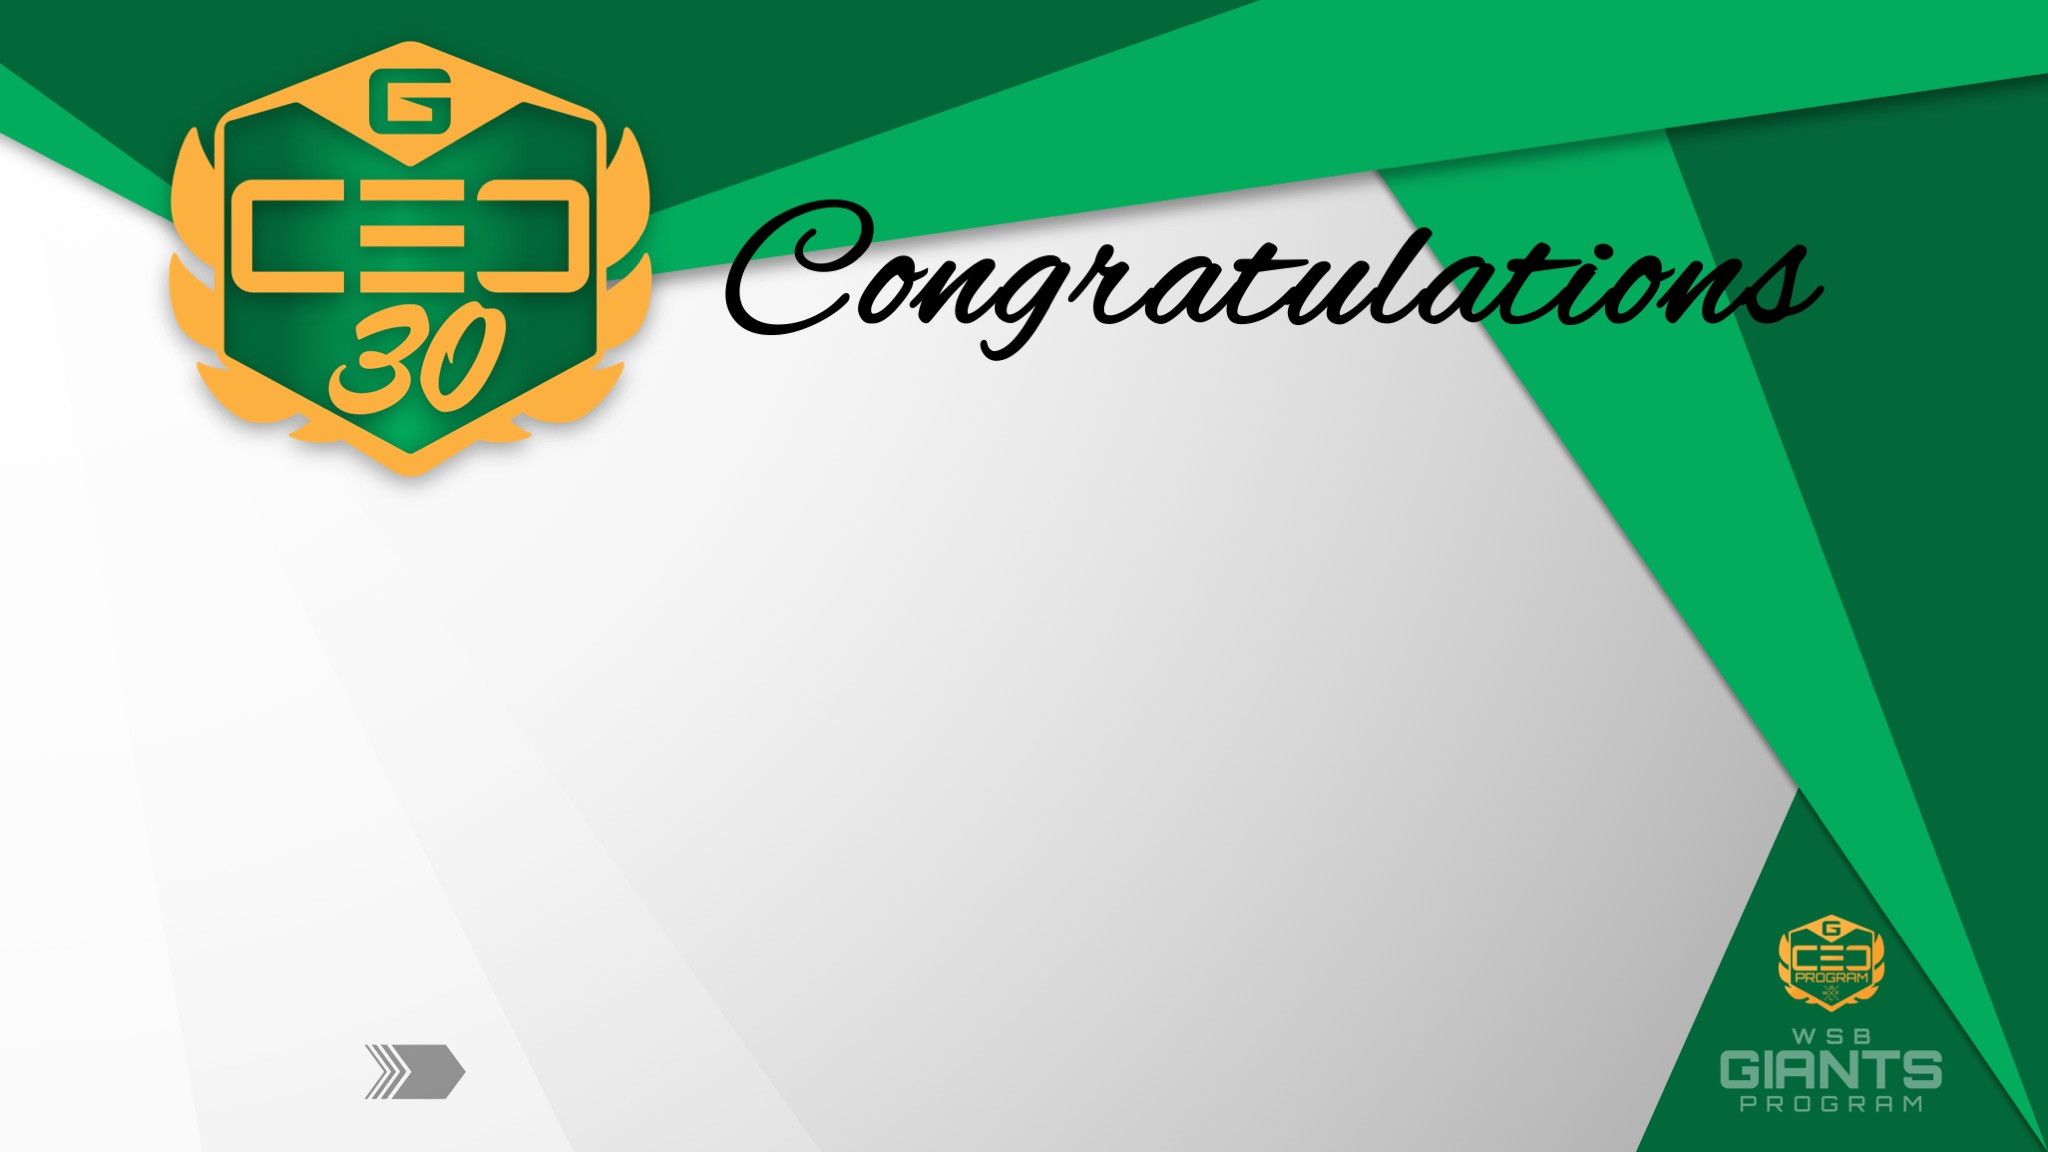 G
CEO
30
Congratulations
G
CEO
PROGRAM
WSB
GIANTS
PROGRAM